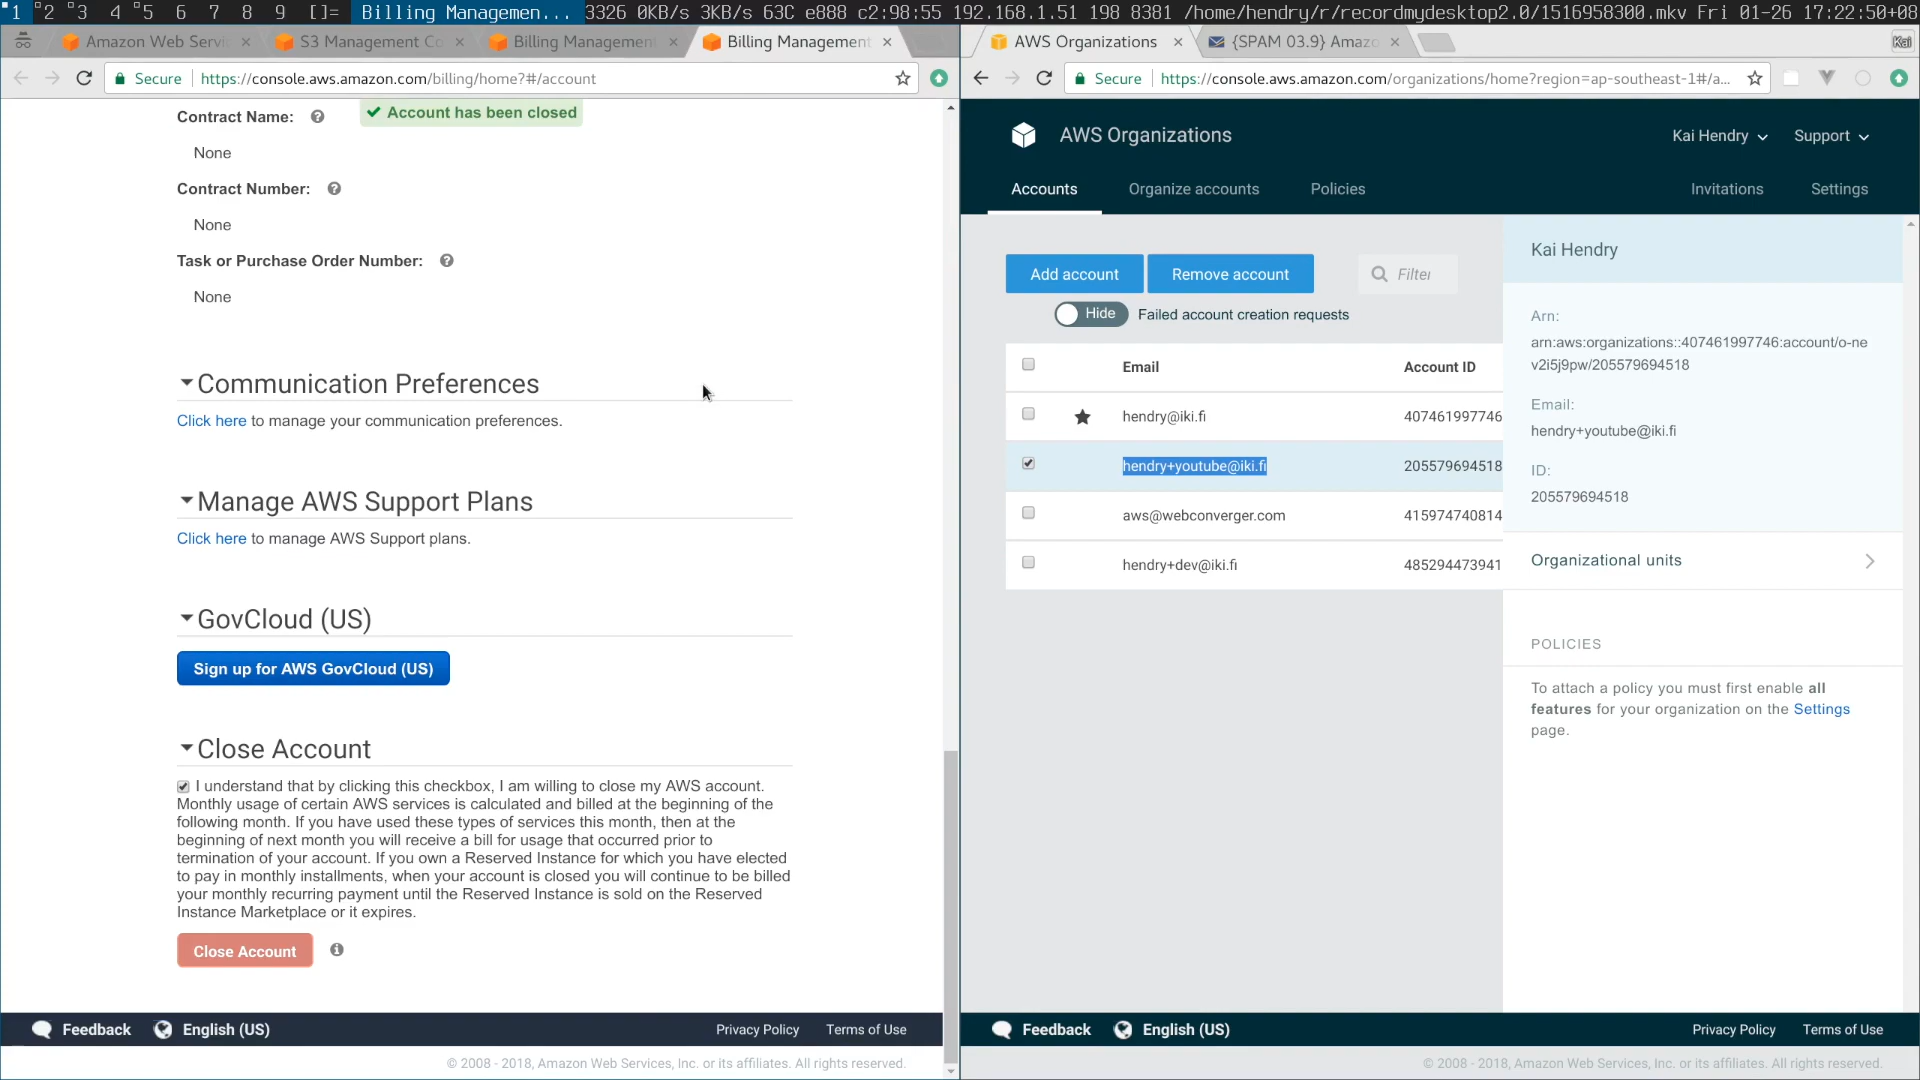 1 2 3 4 5 6 7 8 9 []= Billing Managemen... 3326 0KB/s 3KB/s 63C e888 c2:98:55 192.168.1.51 198 8381 /home/hendry/r/recordmydesktop2.0/1516958300.mkv Fri 01-26 17:22:50+08
Amazon Web Servi × S3 Management Co × Billing Management × Billing Management ×
Secure https://console.aws.amazon.com/billing/home?#/account
Contract Name:
Account has been closed
None
Contract Number:
None
Task or Purchase Order Number:
None
Communication Preferences
Click here to manage your communication preferences.
Manage AWS Support Plans
Click here to manage AWS Support plans.
GovCloud (US)
Sign up for AWS GovCloud (US)
Close Account
I understand that by clicking this checkbox, I am willing to close my AWS account.
Monthly usage of certain AWS services is calculated and billed at the beginning of the
following month. If you have used these types of services this month, then at the
beginning of next month you will receive a bill for usage that occurred prior to
termination of your account. If you own a Reserved Instance for which you have elected
to pay in monthly installments, when your account is closed you will continue to be billed
your monthly recurring payment until the Reserved Instance is sold on the Reserved
Instance Marketplace or it expires.
Close Account
Feedback English (US) Privacy Policy Terms of Use
© 2008 - 2018, Amazon Web Services, Inc. or its affiliates. All rights reserved.
AWS Organizations × {SPAM 03.9} Amazo × Kai
Secure https://console.aws.amazon.com/organizations/home?region=ap-southeast-1#/a...
AWS Organizations Kai Hendry Support
Accounts Organize accounts Policies Invitations Settings
Add account Remove account Filter
Hide Failed account creation requests
Email Account ID
hendry@iki.fi 407461997746
hendry+youtube@iki.fi 205579694518
aws@webconverger.com 415974740814
hendry+dev@iki.fi 485294473941
Kai Hendry
Arn:
arn:aws:organizations::407461997746:account/o-ne
v2i5j9pw/205579694518
Email:
hendry+youtube@iki.fi
ID:
205579694518
Organizational units
POLICIES
To attach a policy you must first enable all
features for your organization on the Settings
page.
Feedback English (US) Privacy Policy Terms of Use
© 2008 - 2018, Amazon Web Services, Inc. or its affiliates. All rights reserved.